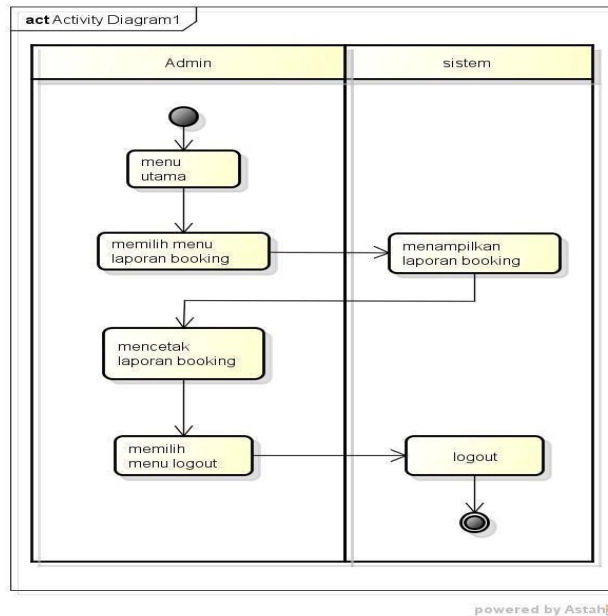 act Activity Diagram1
Admin
sistem
menu
utama
memilih menu
laporan booking
menampilkan
laporan booking
mencetak
laporan booking
memilih
menu logout
logout
powered by Astah